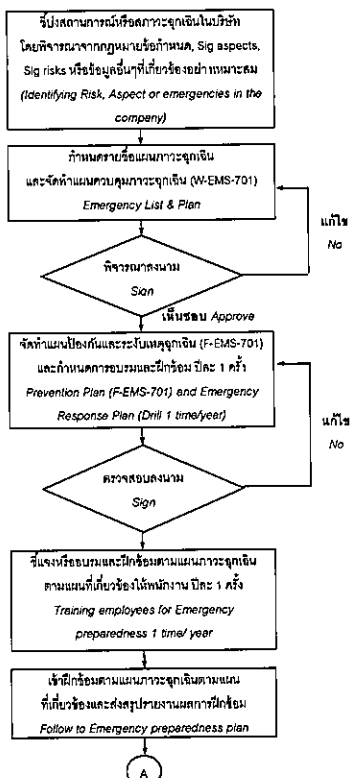 ชี้บ่งสถานการณ์หรือสภาวะฉุกเฉินในบริษัท
โดยพิจารณาจากกฎหมายข้อกำหนด, Sig aspects,
Sig risks หรือข้อมูลอื่นๆที่เกี่ยวข้องอย่างเหมาะสม
(Identifying Risk, Aspect or emergencies in the
company)
กำหนดรายชื่อแผนภาวะฉุกเฉิน
และจัดทำแผนควบคุมภาวะฉุกเฉิน (W-EMS-701)
Emergency List & Plan
แก้ไข
No
พิจารณาลงนาม
Sign
เห็นชอบ Approve
จัดทำแผนป้องกันและระงับเหตุฉุกเฉิน (F-EMS-701)
และกำหนดการอบรมและฝึกซ้อม ปีละ 1 ครั้ง
Prevention Plan (F-EMS-701) and Emergency
Response Plan (Drill 1 time/year)
แก้ไข
No
ตรวจสอบลงนาม
Sign
ชี้แจงหรืออบรมและฝึกซ้อมตามแผนภาวะฉุกเฉิน
ตามแผนที่เกี่ยวข้องให้พนักงาน ปีละ 1 ครั้ง
Training employees for Emergency
preparedness 1 time/ year
เข้าฝึกซ้อมตามแผนภาวะฉุกเฉินตามแผน
ที่เกี่ยวข้องและส่งสรุปรายงานผลการฝึกซ้อม
Follow to Emergency preparedness plan
A